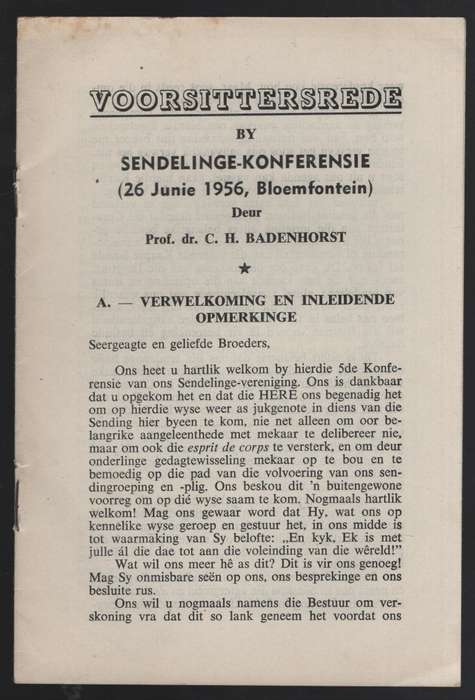 VOORSITTERSREDE
BY
SENDELINGE-KONFERENSIE
(26 Junie 1956, Bloemfontein)
Deur
Prof. dr. C. H. BADENHORST
★
A. — VERWELKOMING EN INLEIDENDE
OPMERKINGE
Seergeagte en geliefde Broeders,
Ons heet u hartlik welkom by hierdie 5de Konfe-
rensie van ons Sendelinge-vereniging. Ons is dankbaar
dat u opgekom het en dat die HERE ons begenadig het
om op hierdie wyse weer as jukgenote in diens van die
Sending hier byeen te kom, nie net alleen om oor be-
langrike aangeleenthede met mekaar te delibereer nie,
maar om ook die esprit de corps te versterk, en om deur
onderlinge gedagtewisseling mekaar op te bou en te
bemoedig op die pad van die volvoering van ons sen-
dingroeping en -plig. Ons beskou dit 'n buitengewone
voorreg om op dié wyse saam te kom. Nogmaals hartlik
welkom! Mag ons gewaar word dat Hy, wat ons op
kennelike wyse geroep en gestuur het, in ons midde is
tot waarmaking van Sy belofte: „En kyk, Ek is met
julle ál die dae tot aan die voleinding van die wêreld!”
Wat wil ons meer hê as dit? Dit is vir ons genoeg!
Mag Sy onmisbare seën op ons, ons besprekinge en ons
besluite rus.
Ons wil u nogmaals namens die Bestuur om ver-
skoning vra dat dit so lank geneem het voordat ons